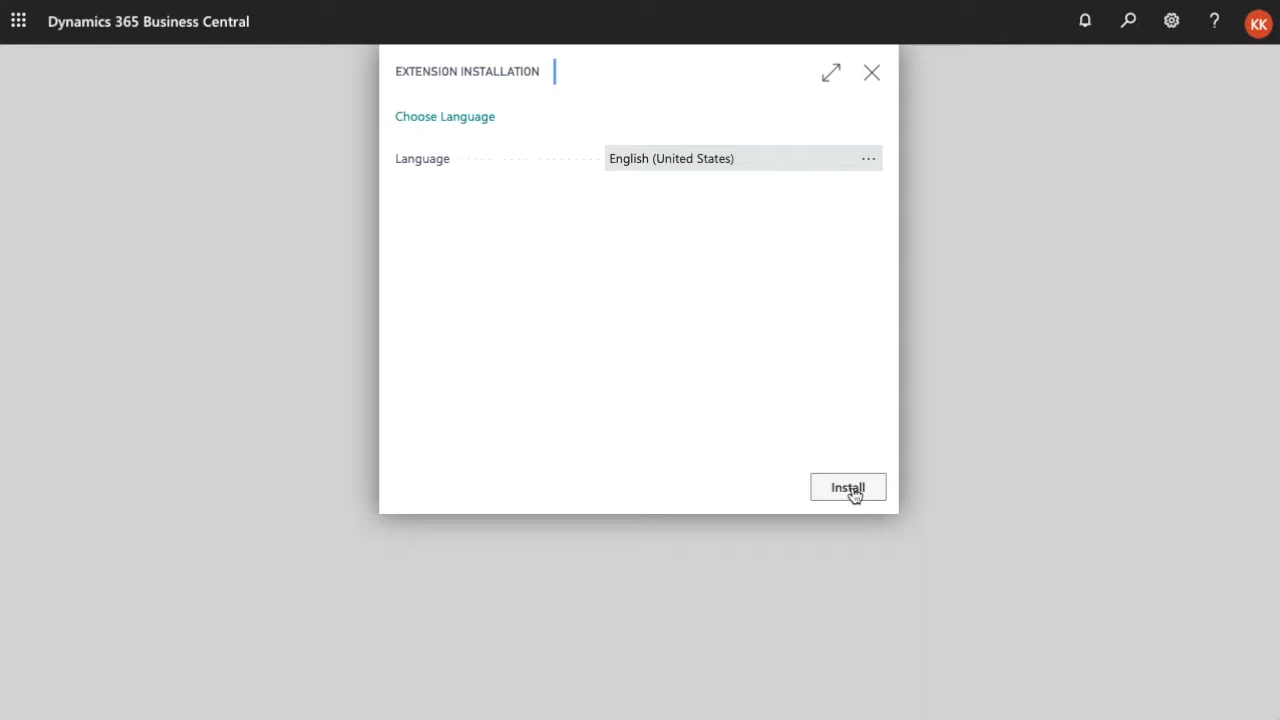 Dynamics 365 Business Central
KK
EXTENSION INSTALLATION
Choose Language
Language
English (United States)
Install